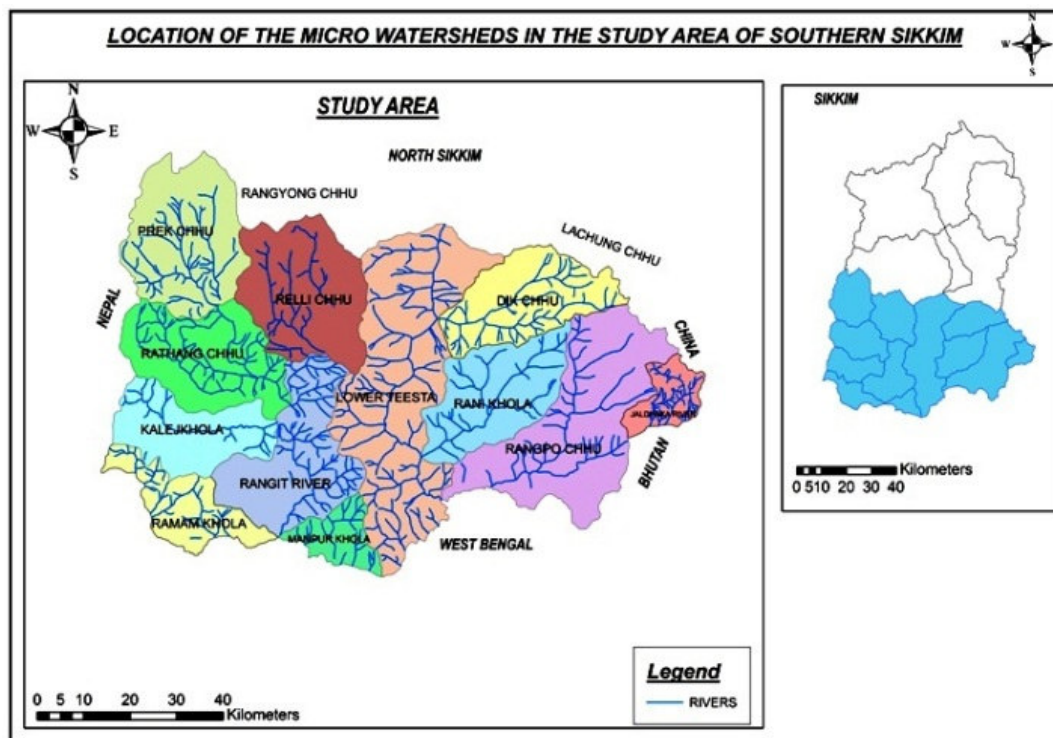 LOCATION OF THE MICRO WATERSHEDS IN THE STUDY AREA OF SOUTHERN SIKKIM
N
W
S
STUDY AREA
N
W E
S
NORTH SIKKIM
RANGYONG CHHU
PREK CHHU
LACHUNG CHHU
RELLI CHHU
DIK CHHU
NEPAL
CHINA
RATHANG CHHU
LOWER TEESTA
RANI KHOLA
JALDHAKA RIVER
KALEJKHOLA
RANGPO CHHU
BHUTAN
RANGIT RIVER
RAMAM KHOLA
MANPUR KHOLA
WEST BENGAL
Legend
RIVERS
0 5 10 20 30 40
Kilometers
SIKKIM
Kilometers
0 510 20 30 40